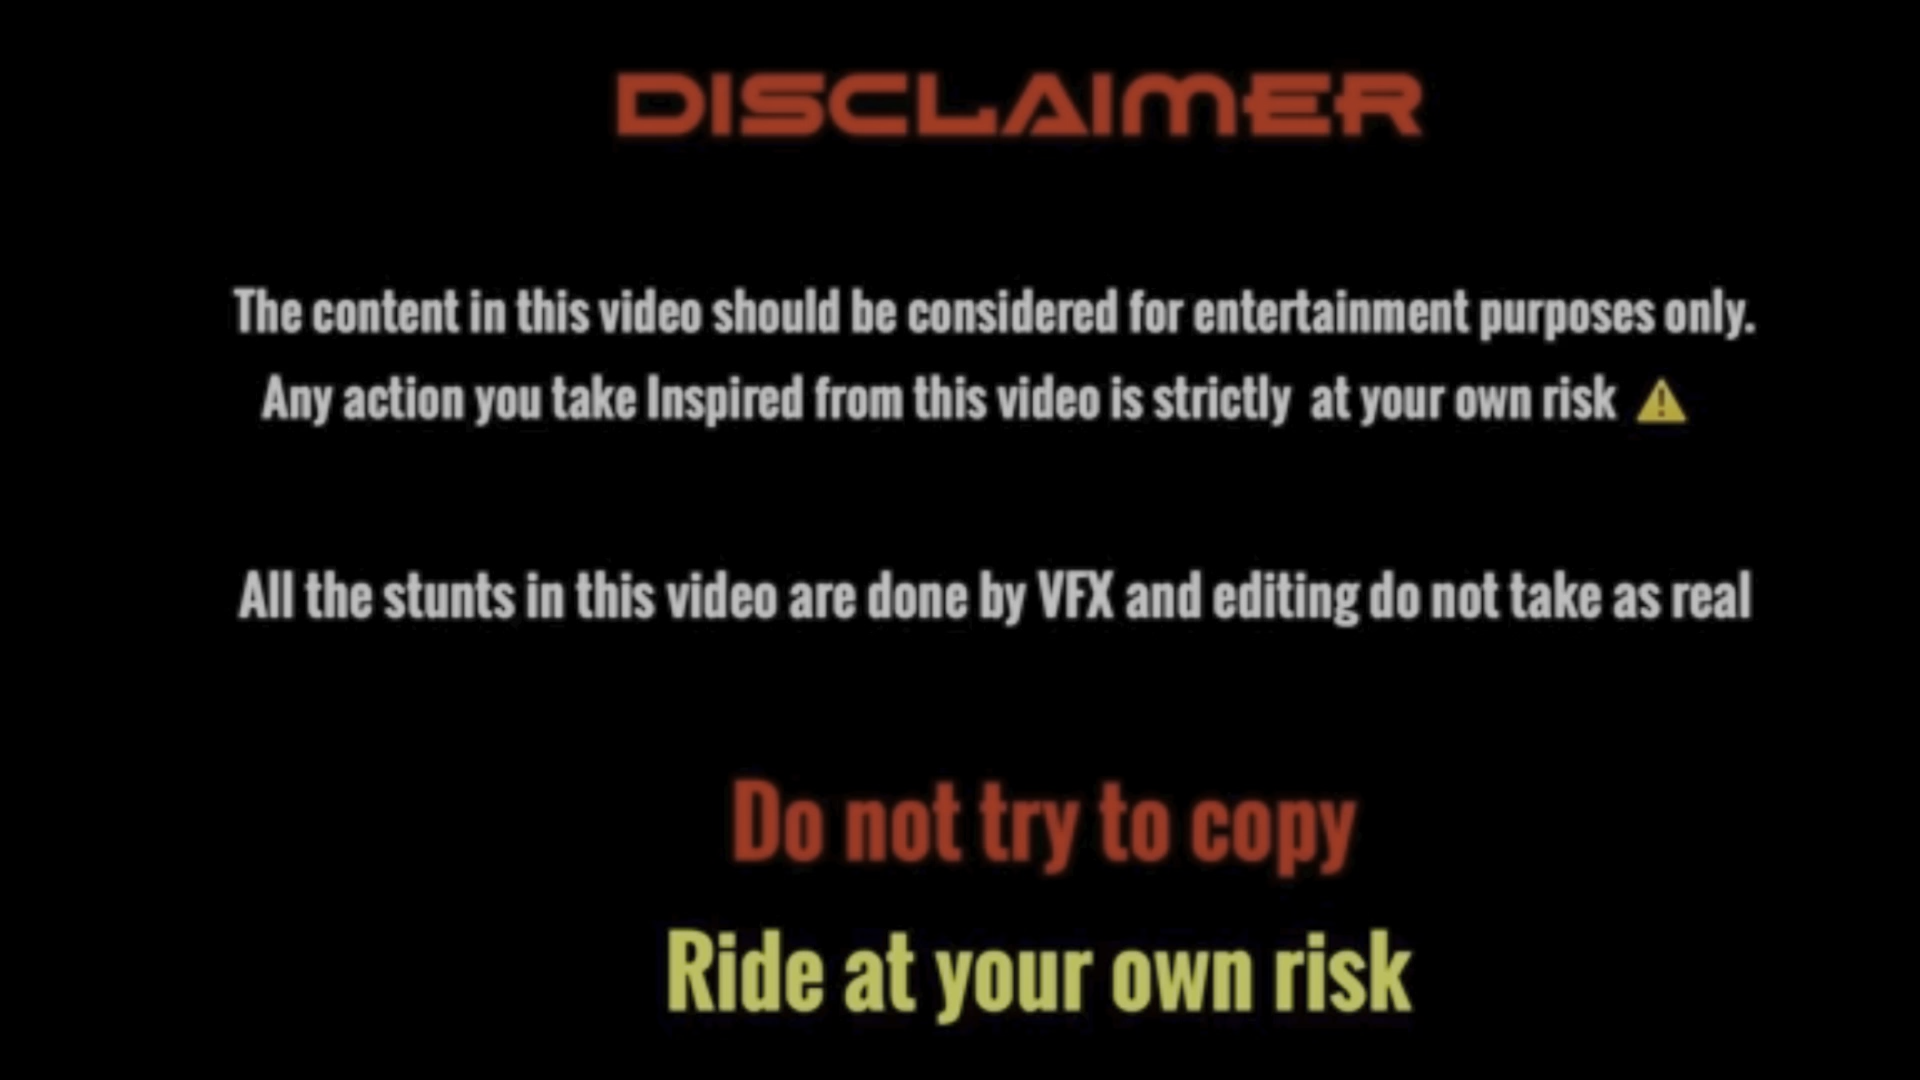 DISCLAIMER
The content in this video should be considered for entertainment purposes only.
Any action you take Inspired from this video is strictly at your own risk ⚠️
All the stunts in this video are done by VFX and editing do not take as real
Do not try to copy
Ride at your own risk